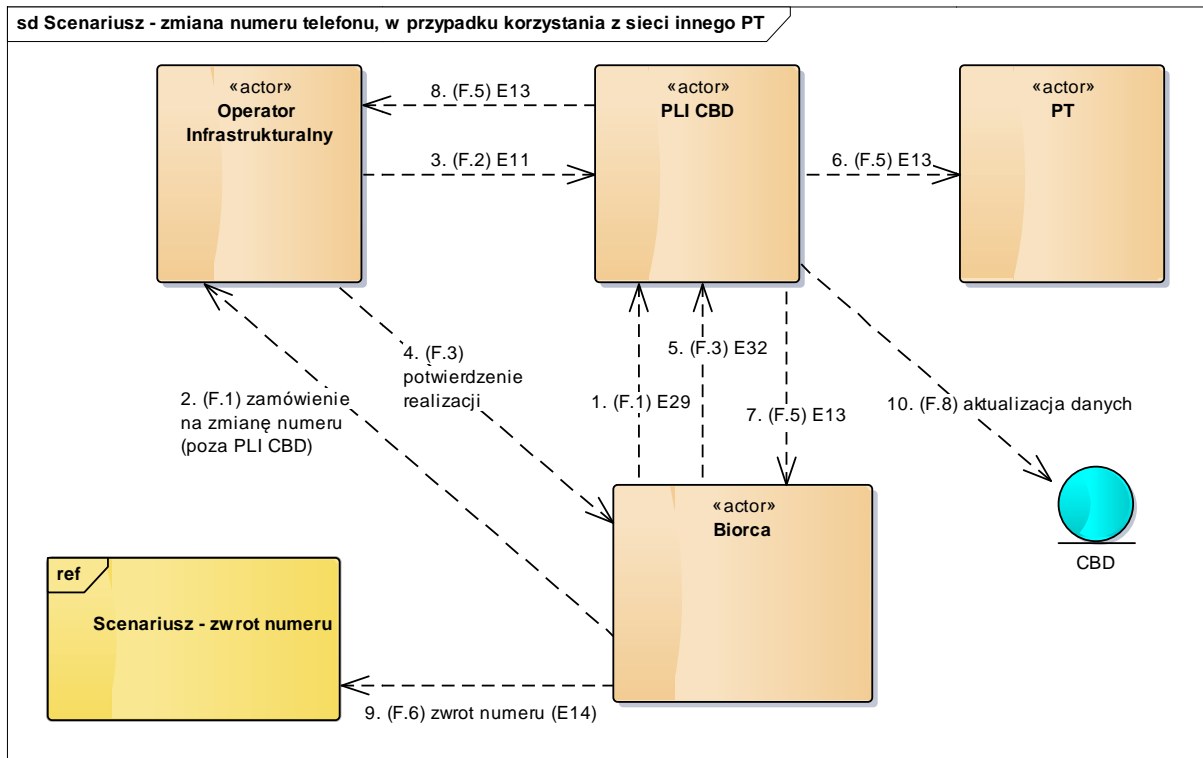 sd Scenariusz - zmiana numeru telefonu, w przypadku korzystania z sieci innego PT
«actor»
Operator
Infrastrukturalny
8. (F.5) E13
3. (F.2) E11
«actor»
PLI CBD
6. (F.5) E13
«actor»
PT
2. (F.1) zamówienie
na zmianę numeru
(poza PLI CBD)
4. (F.3)
potwierdzenie
realizacji
1. (F.1) E29
5. (F.3) E32
7. (F.5) E13
10. (F.8) aktualizacja danych
«actor»
Biorca
CBD
ref
Scenariusz - zwrot numeru
9. (F.6) zwrot numeru (E14)